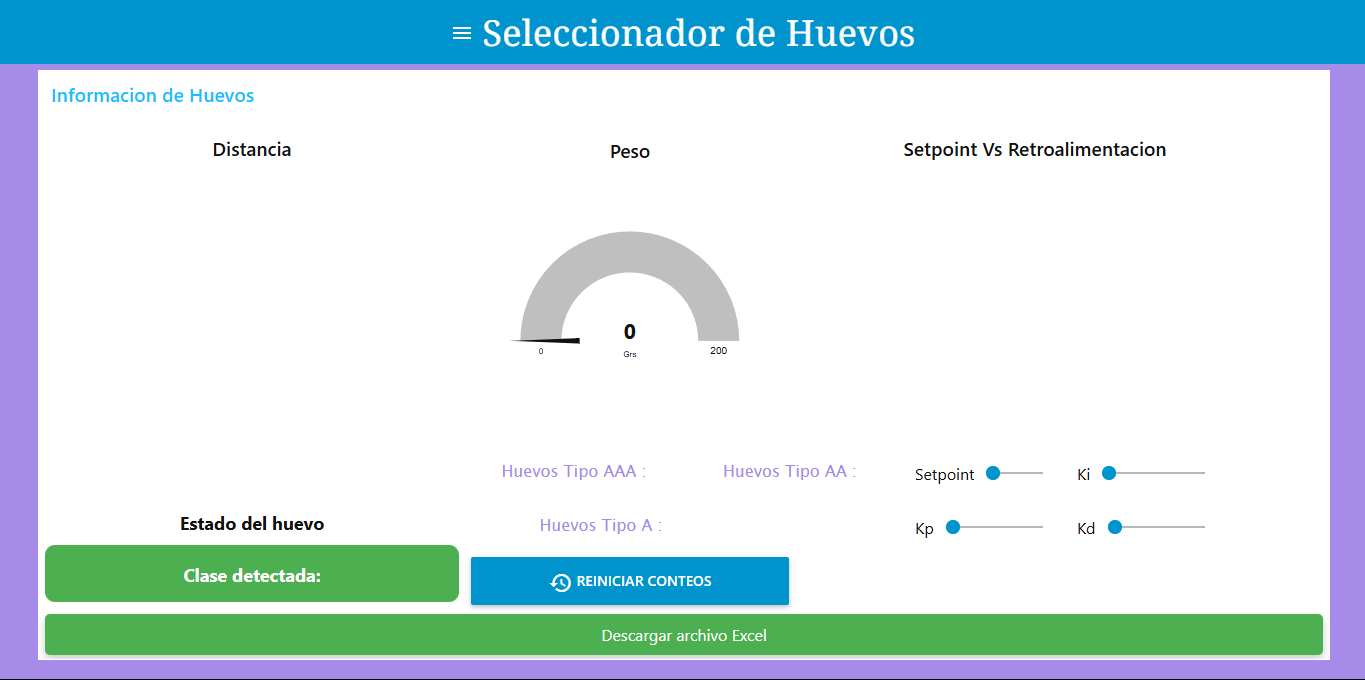 Seleccionador de Huevos
Informacion de Huevos
Distancia
Peso
Setpoint Vs Retroalimentacion
0
0
Grs
200
Huevos Tipo AAA :
Huevos Tipo AA :
Setpoint
Ki
Estado del huevo
Huevos Tipo A :
Kp
Kd
Clase detectada:
REINICIAR CONTEOS
Descargar archivo Excel